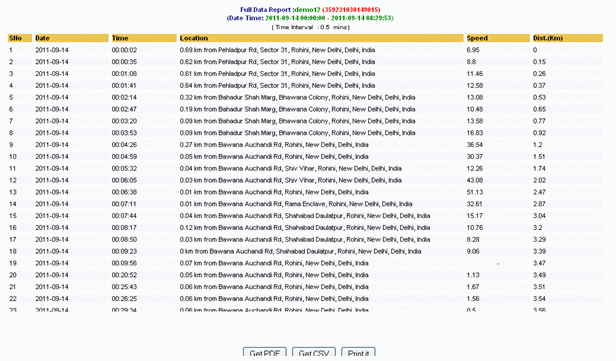 Full Data Report :demo12 (359231030149015)
(Date Time: 2011-09-14 00:00:00 - 2011-09-14 08:29:53)
( Time Interval : 0.5 mins)
SNo Date Time Location Speed Dist.(Km)
1 2011-09-14 00:00:02 0.69 km from Pehladpur Rd, Sector 31, Rohini, New Delhi, Delhi, India 6.95 0
2 2011-09-14 00:00:35 0.62 km from Pehladpur Rd, Sector 31, Rohini, New Delhi, Delhi, India 8.8 0.15
3 2011-09-14 00:01:08 0.61 km from Pehladpur Rd, Sector 31, Rohini, New Delhi, Delhi, India 11.46 0.26
4 2011-09-14 00:01:41 0.64 km from Pehladpur Rd, Sector 31, Rohini, New Delhi, Delhi, India 12.58 0.37
5 2011-09-14 00:02:14 0.32 km from Bahadur Shah Marg, Bhawana Colony, Rohini, New Delhi, Delhi, India 13.08 0.53
6 2011-09-14 00:02:47 0.19 km from Bahadur Shah Marg, Bhawana Colony, Rohini, New Delhi, Delhi, India 10.48 0.65
7 2011-09-14 00:03:20 0.09 km from Bahadur Shah Marg, Bhawana Colony, Rohini, New Delhi, Delhi, India 13.58 0.77
8 2011-09-14 00:03:53 0.09 km from Bahadur Shah Marg, Bhawana Colony, Rohini, New Delhi, Delhi, India 16.83 0.92
9 2011-09-14 00:04:26 0.27 km from Bawana Auchandi Rd, Rohini, New Delhi, Delhi, India 36.54 1.2
10 2011-09-14 00:04:59 0.05 km from Bawana Auchandi Rd, Rohini, New Delhi, Delhi, India 30.37 1.51
11 2011-09-14 00:05:32 0.04 km from Bawana Auchandi Rd, Shiv Vihar, Rohini, New Delhi, Delhi, India 12.26 1.74
12 2011-09-14 00:06:05 0.03 km from Bawana Auchandi Rd, Shiv Vihar, Rohini, New Delhi, Delhi, India 43.08 2.02
13 2011-09-14 00:06:38 0.01 km from Bawana Auchandi Rd, Rohini, New Delhi, Delhi, India 51.13 2.47
14 2011-09-14 00:07:11 0.01 km from Bawana Auchandi Rd, Rama Enclave, Rohini, New Delhi, Delhi, India 32.61 2.87
15 2011-09-14 00:07:44 0.04 km from Bawana Auchandi Rd, Shahabad Daulatpur, Rohini, New Delhi, Delhi, India 15.17 3.04
16 2011-09-14 00:08:17 0.12 km from Bawana Auchandi Rd, Shahabad Daulatpur, Rohini, New Delhi, Delhi, India 10.76 3.2
17 2011-09-14 00:08:50 0.03 km from Bawana Auchandi Rd, Shahabad Daulatpur, Rohini, New Delhi, Delhi, India 8.28 3.29
18 2011-09-14 00:09:23 0 km from Bawana Auchandi Rd, Shahabad Daulatpur, Rohini, New Delhi, Delhi, India 9.06 3.39
19 2011-09-14 00:09:56 0.07 km from Bawana Auchandi Rd, Rohini, New Delhi, Delhi, India 3.47
20 2011-09-14 00:20:52 0.05 km from Bawana Auchandi Rd, Rohini, New Delhi, Delhi, India 1.13 3.49
21 2011-09-14 00:25:43 0.06 km from Bawana Auchandi Rd, Rohini, New Delhi, Delhi, India 1.67 3.51
22 2011-09-14 00:26:25 0.06 km from Bawana Auchandi Rd, Rohini, New Delhi, Delhi, India 1.56 3.54
23 2011-09-14 00:29:34 0.06 km from Bawana Auchandi Rd, Rohini, New Delhi, Delhi, India 0.5 3.56
Get PDF Get CSV Print it